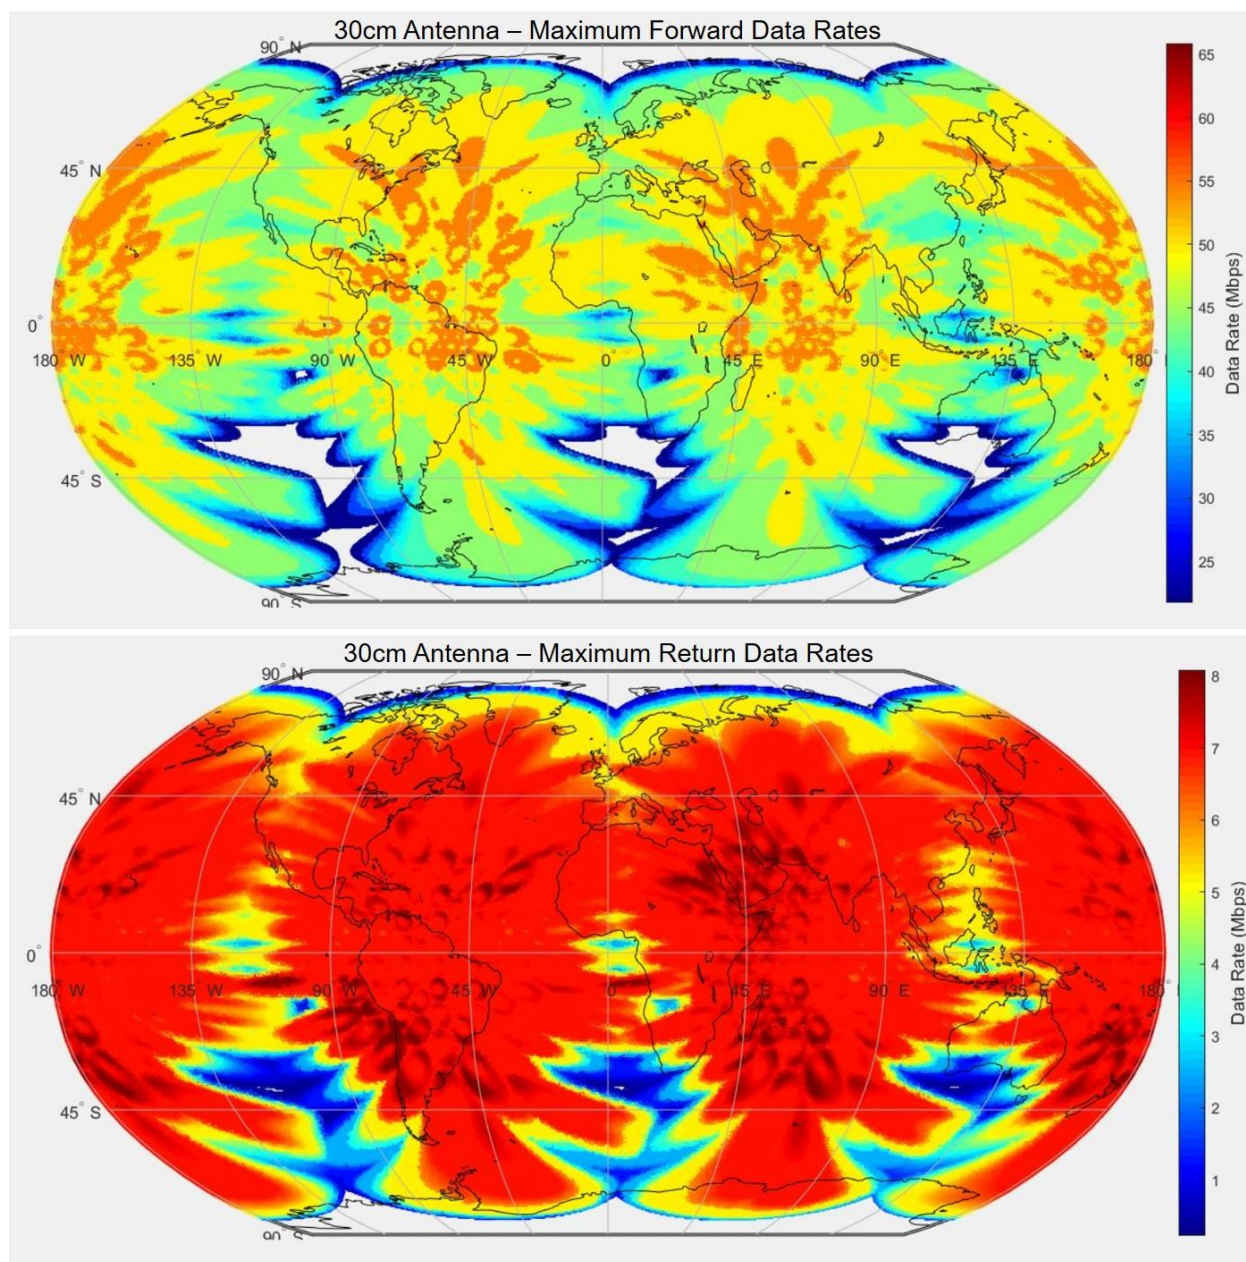 30cm Antenna – Maximum Forward Data Rates
90° N
45° N
0°
180° W 135° W 90° W 45° W 0° 45° E 90° E 135° E 180°
45° S
90° S
65
60
55
50
45
40
35
30
25
Data Rate (Mbps)
30cm Antenna – Maximum Return Data Rates
90° N
45° N
0°
180° W 135° W 90° W 45° W 0° 45° E 90° E 135° E 180°
45° S
90° S
8
7
6
5
4
3
2
1
Data Rate (Mbps)